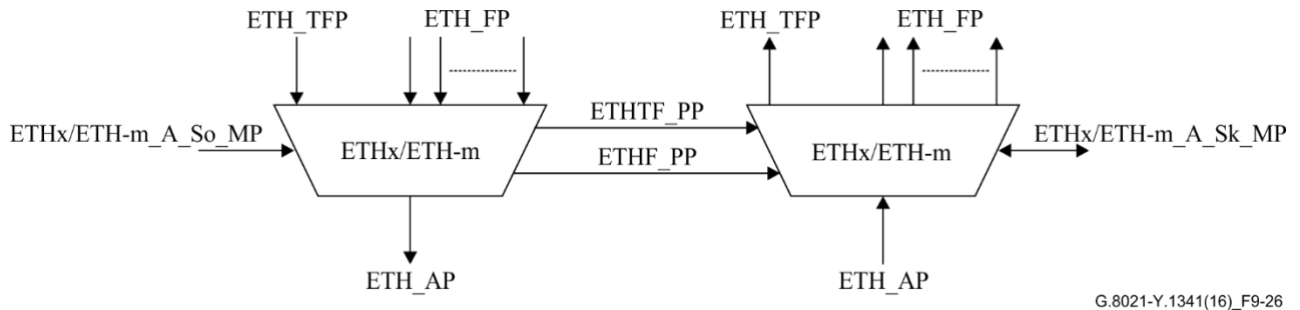 ETH_TFP
ETH_FP
ETH_TFP
ETH_FP
ETHx/ETH-m_A_So_MP
ETHx/ETH-m
ETHTF_PP
ETHF_PP
ETHx/ETH-m
ETHx/ETH-m_A_Sk_MP
ETH_AP
ETH_AP
G.8021-Y.1341(16)_F9-26